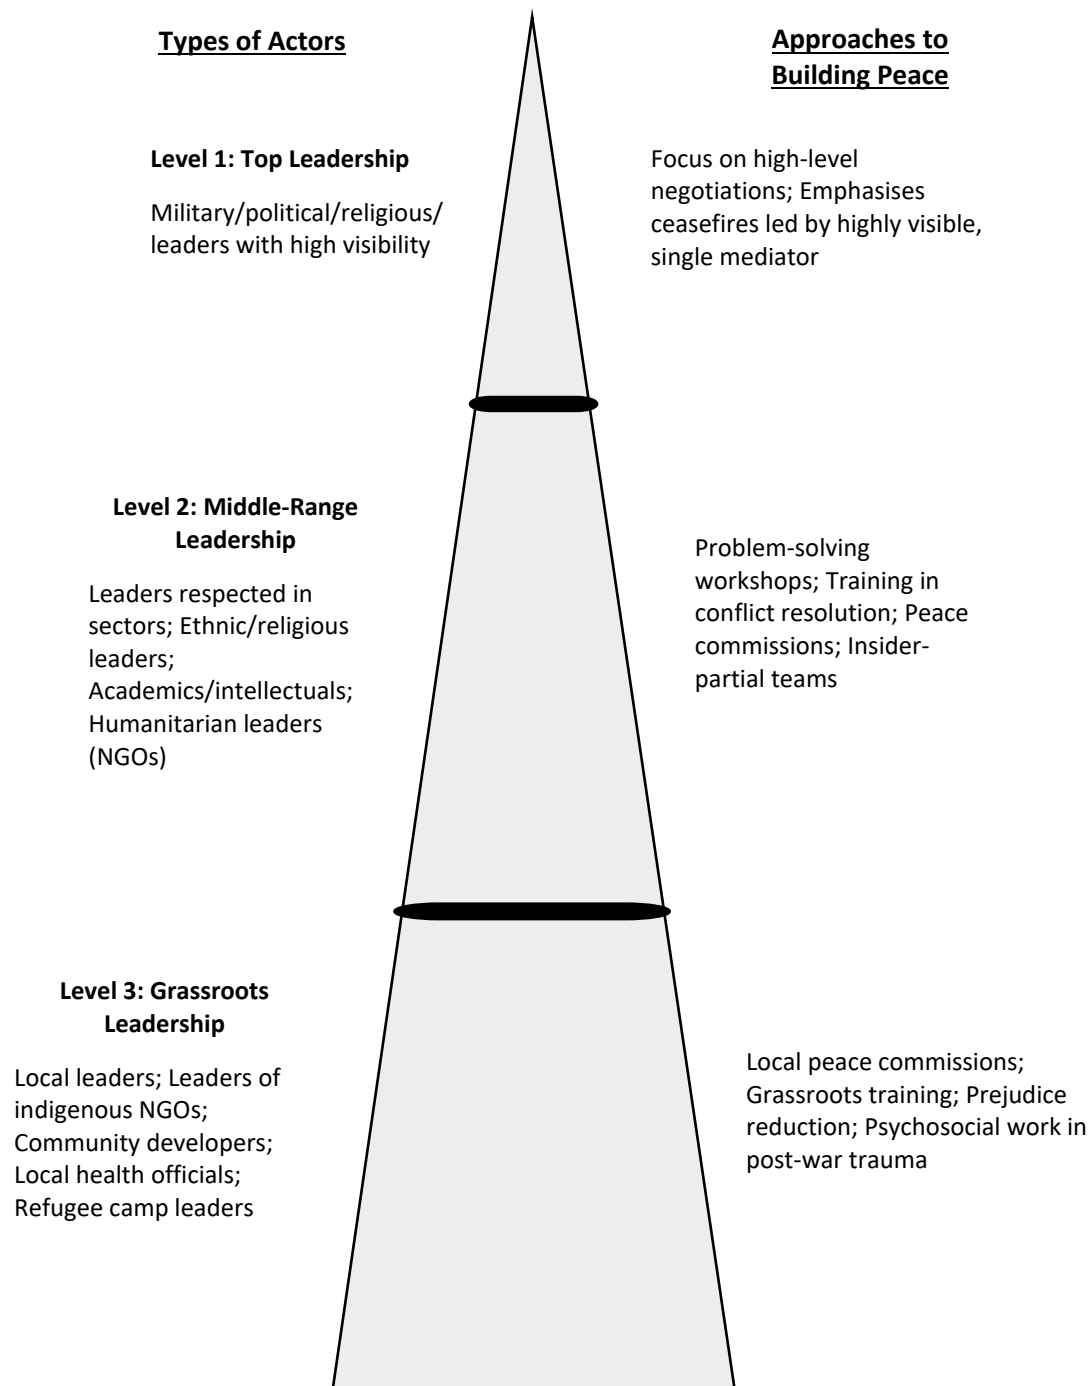 Types of Actors
Approaches to
Building Peace
Level 1: Top Leadership
Military/political/religious/
leaders with high visibility
Focus on high-level
negotiations; Emphasises
ceasefires led by highly visible,
single mediator
Level 2: Middle-Range
Leadership
Leaders respected in
sectors; Ethnic/religious
leaders;
Academics/intellectuals;
Humanitarian leaders
(NGOs)
Problem-solving
workshops; Training in
conflict resolution; Peace
commissions; Insider-
partial teams
Level 3: Grassroots
Leadership
Local leaders; Leaders of
indigenous NGOs;
Community developers;
Local health officials;
Refugee camp leaders
Local peace commissions;
Grassroots training; Prejudice
reduction; Psychosocial work in
post-war trauma